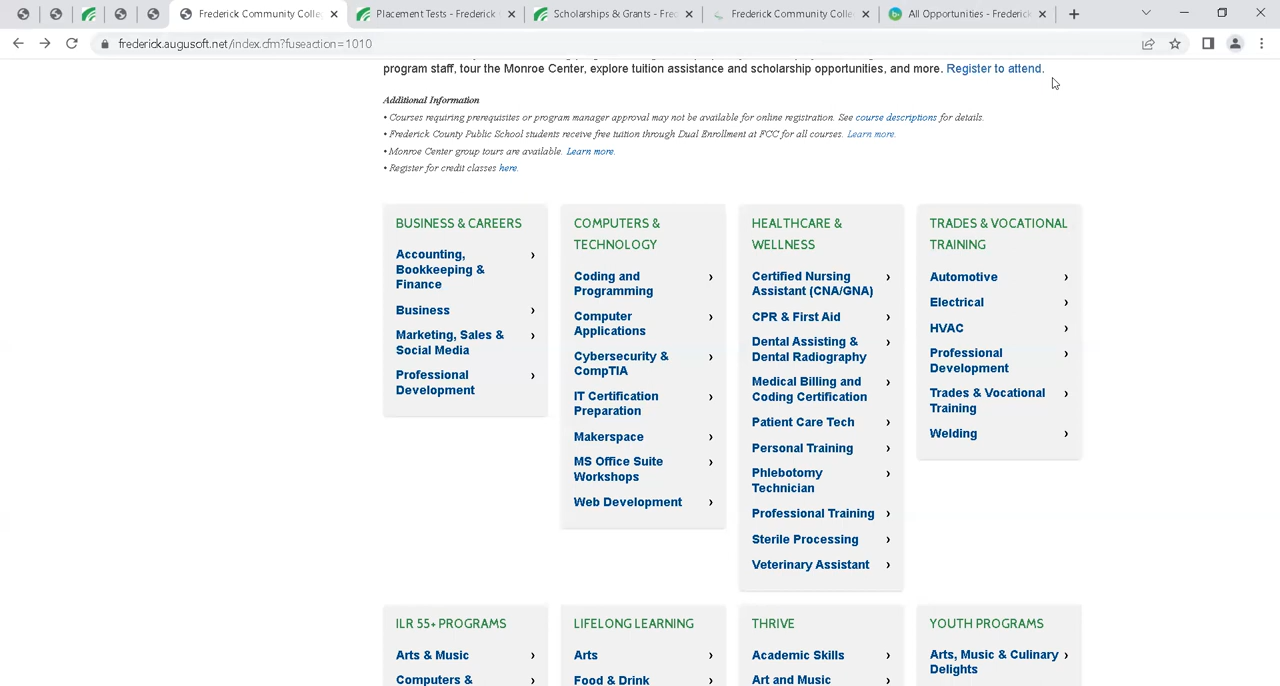 Frederick Community Colle
Placement Tests - Frederick
Scholarships & Grants - Fre
Frederick Community Colle
All Opportunities - Frederick
frederick.augusoft.net/index.cfm?fuseaction=1010
program staff, tour the Monroe Center, explore tuition assistance and scholarship opportunities, and more. Register to attend.
Additional Information
• Courses requiring prerequisites or program manager approval may not be available for online registration. See course descriptions for details.
• Frederick County Public School students receive free tuition through Dual Enrollment at FCC for all courses. Learn more.
• Monroe Center group tours are available. Learn more.
• Register for credit classes here.
BUSINESS & CAREERS
Accounting,
Bookkeeping &
Finance
Business
Marketing, Sales &
Social Media
Professional
Development
COMPUTERS &
TECHNOLOGY
Coding and
Programming
Computer
Applications
Cybersecurity &
CompTIA
IT Certification
Preparation
Makerspace
MS Office Suite
Workshops
Web Development
HEALTHCARE &
WELLNESS
Certified Nursing
Assistant (CNA/GNA)
CPR & First Aid
Dental Assisting &
Dental Radiography
Medical Billing and
Coding Certification
Patient Care Tech
Personal Training
Phlebotomy
Technician
Professional Training
Sterile Processing
Veterinary Assistant
TRADES & VOCATIONAL
TRAINING
Automotive
Electrical
HVAC
Professional
Development
Trades & Vocational
Training
Welding
ILR 55+ PROGRAMS
Arts & Music
Computers &
LIFELONG LEARNING
Arts
Food & Drink
THRIVE
Academic Skills
Art and Music
YOUTH PROGRAMS
Arts, Music & Culinary
Delights